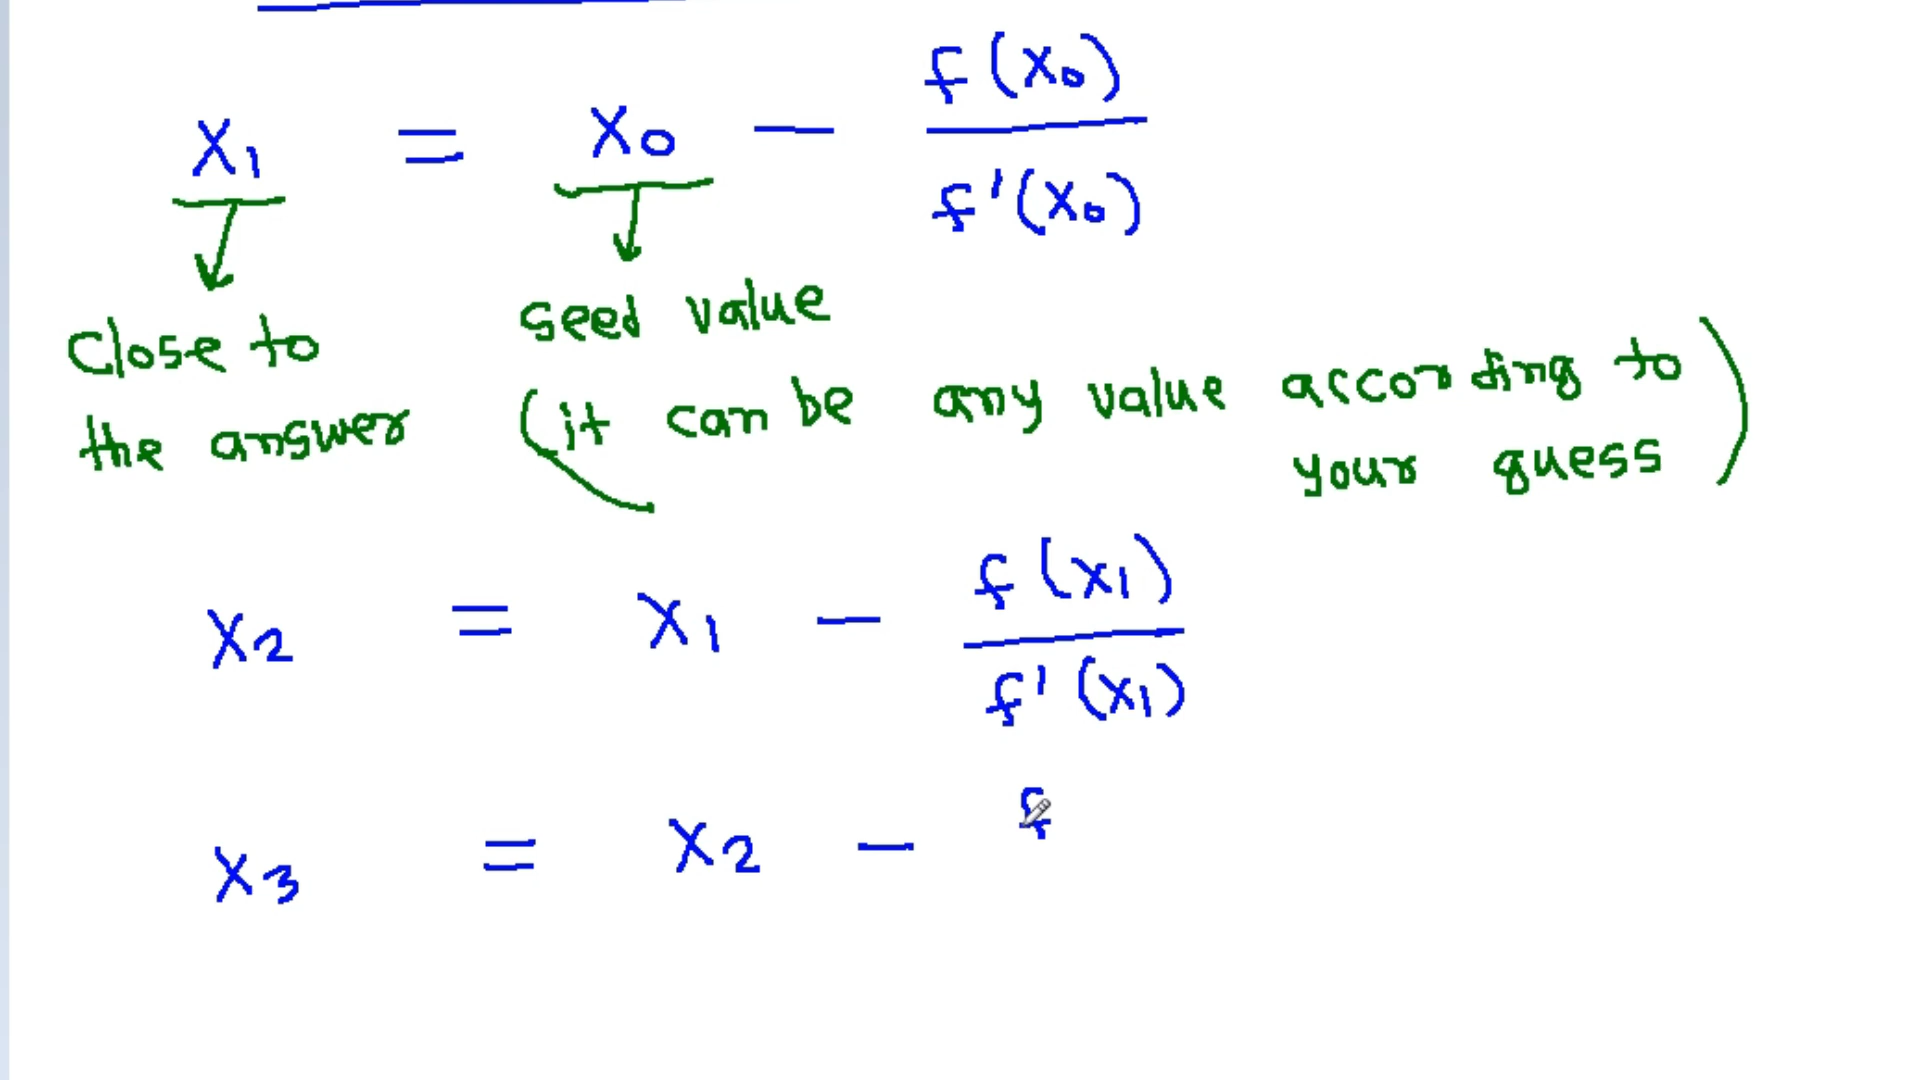 x₁ = x₀ - f(x₀)/f'(x₀)
Close to the answer
seed value
(it can be any value according to your guess)
x₂ = x₁ - f(x₁)/f'(x₁)
x₃ = x₂ - f